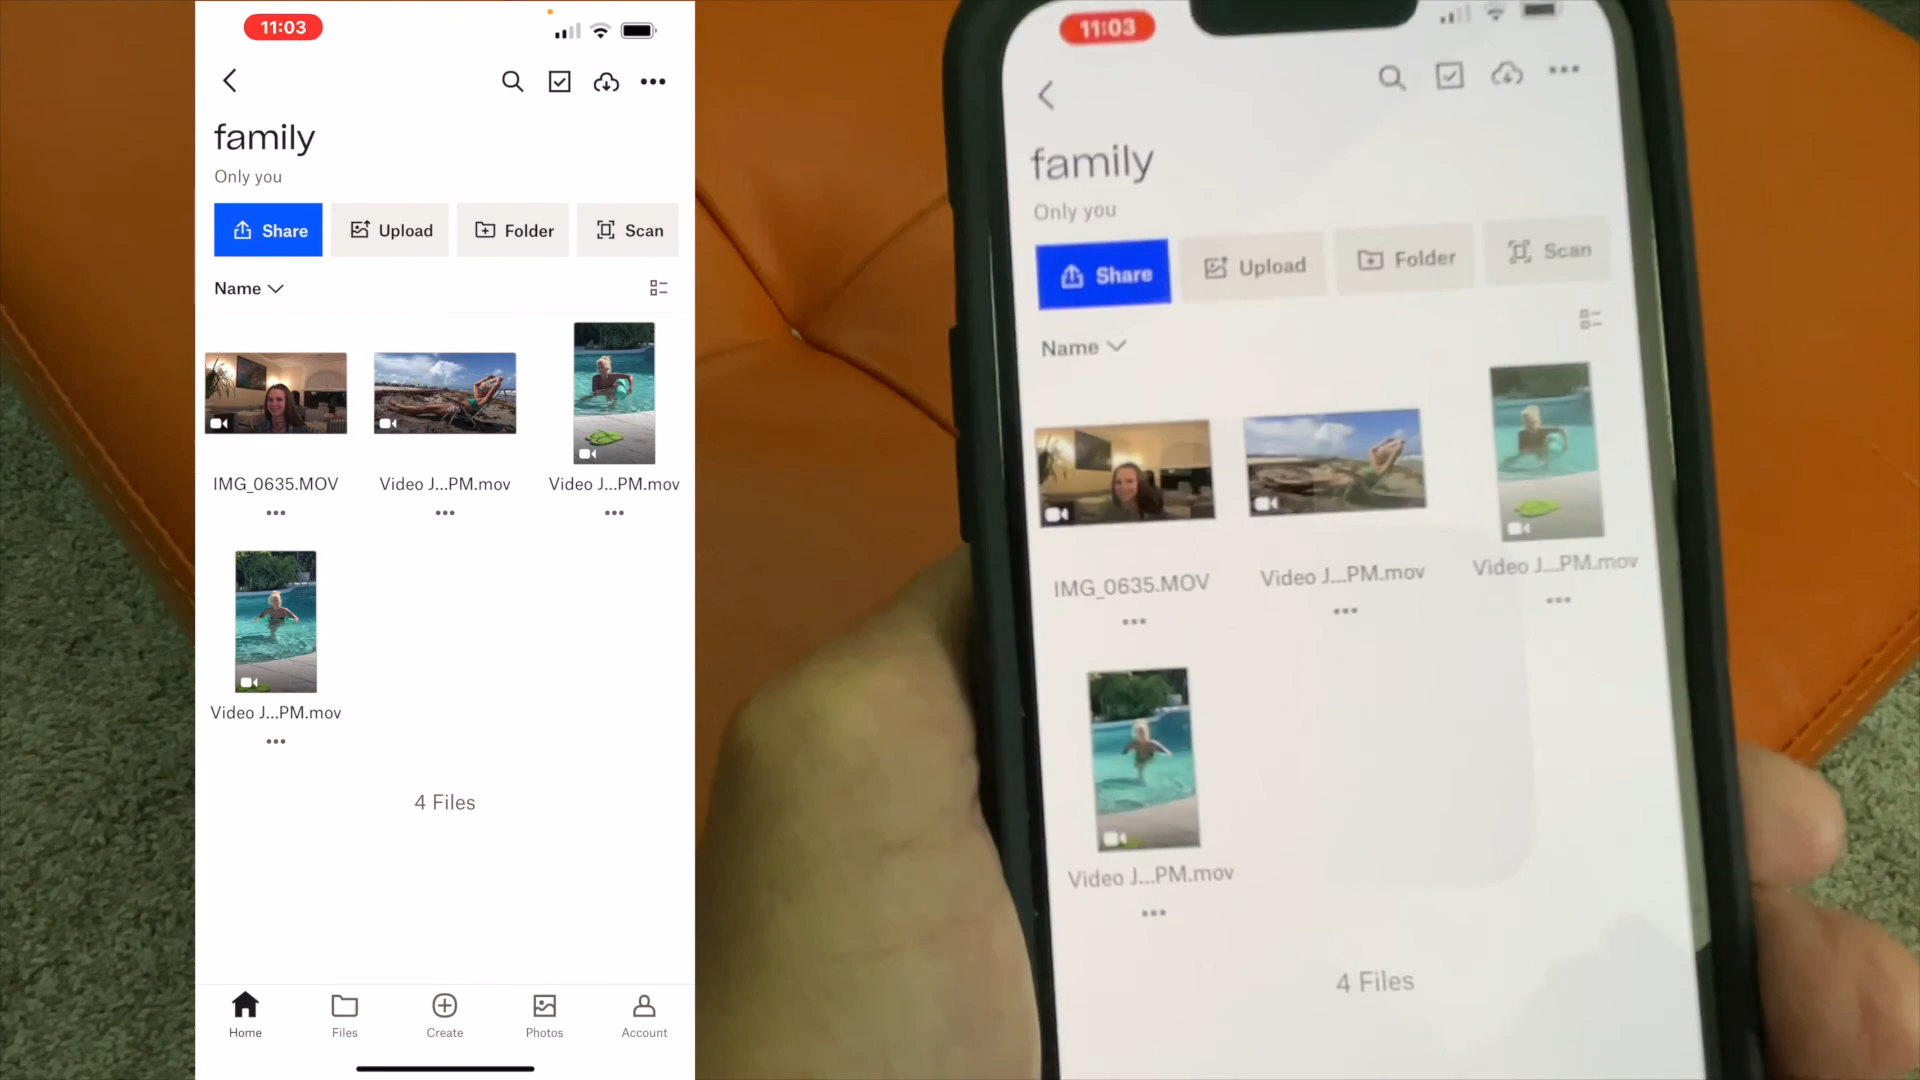 11:03
family
Only you
Share Upload Folder Scan
Name
IMG_0635.MOV Video J...PM.mov Video J...PM.mov
Video J...PM.mov
4 Files
Home Files Create Photos Account
11:03
family
Only you
Share Upload Folder Scan
Name
IMG_0635.MOV Video J...PM.mov Video J...PM.mov
Video J...PM.mov
4 Files